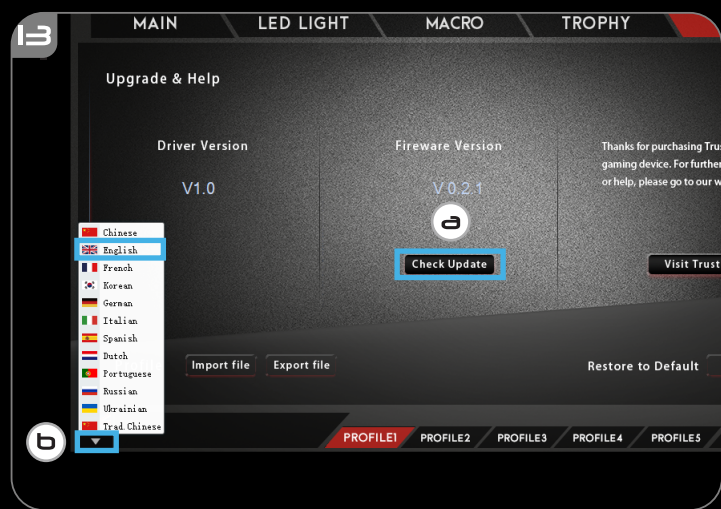 13
MAIN
LED LIGHT
MACRO
TROPHY
Upgrade & Help
Driver Version
V1.0
Fireware Version
V 0.2.1
a
Check Update
Thanks for purchasing Tru
gaming device. For further
or help, please go to our w
Visit Trust
Chinese
English
French
Korean
German
Italian
Spanish
Dutch
Portuguese
Russian
Ukrainian
Trad.Chinese
b
Import file
Export file
Restore to Default
PROFILE1
PROFILE2
PROFILE3
PROFILE4
PROFILE5